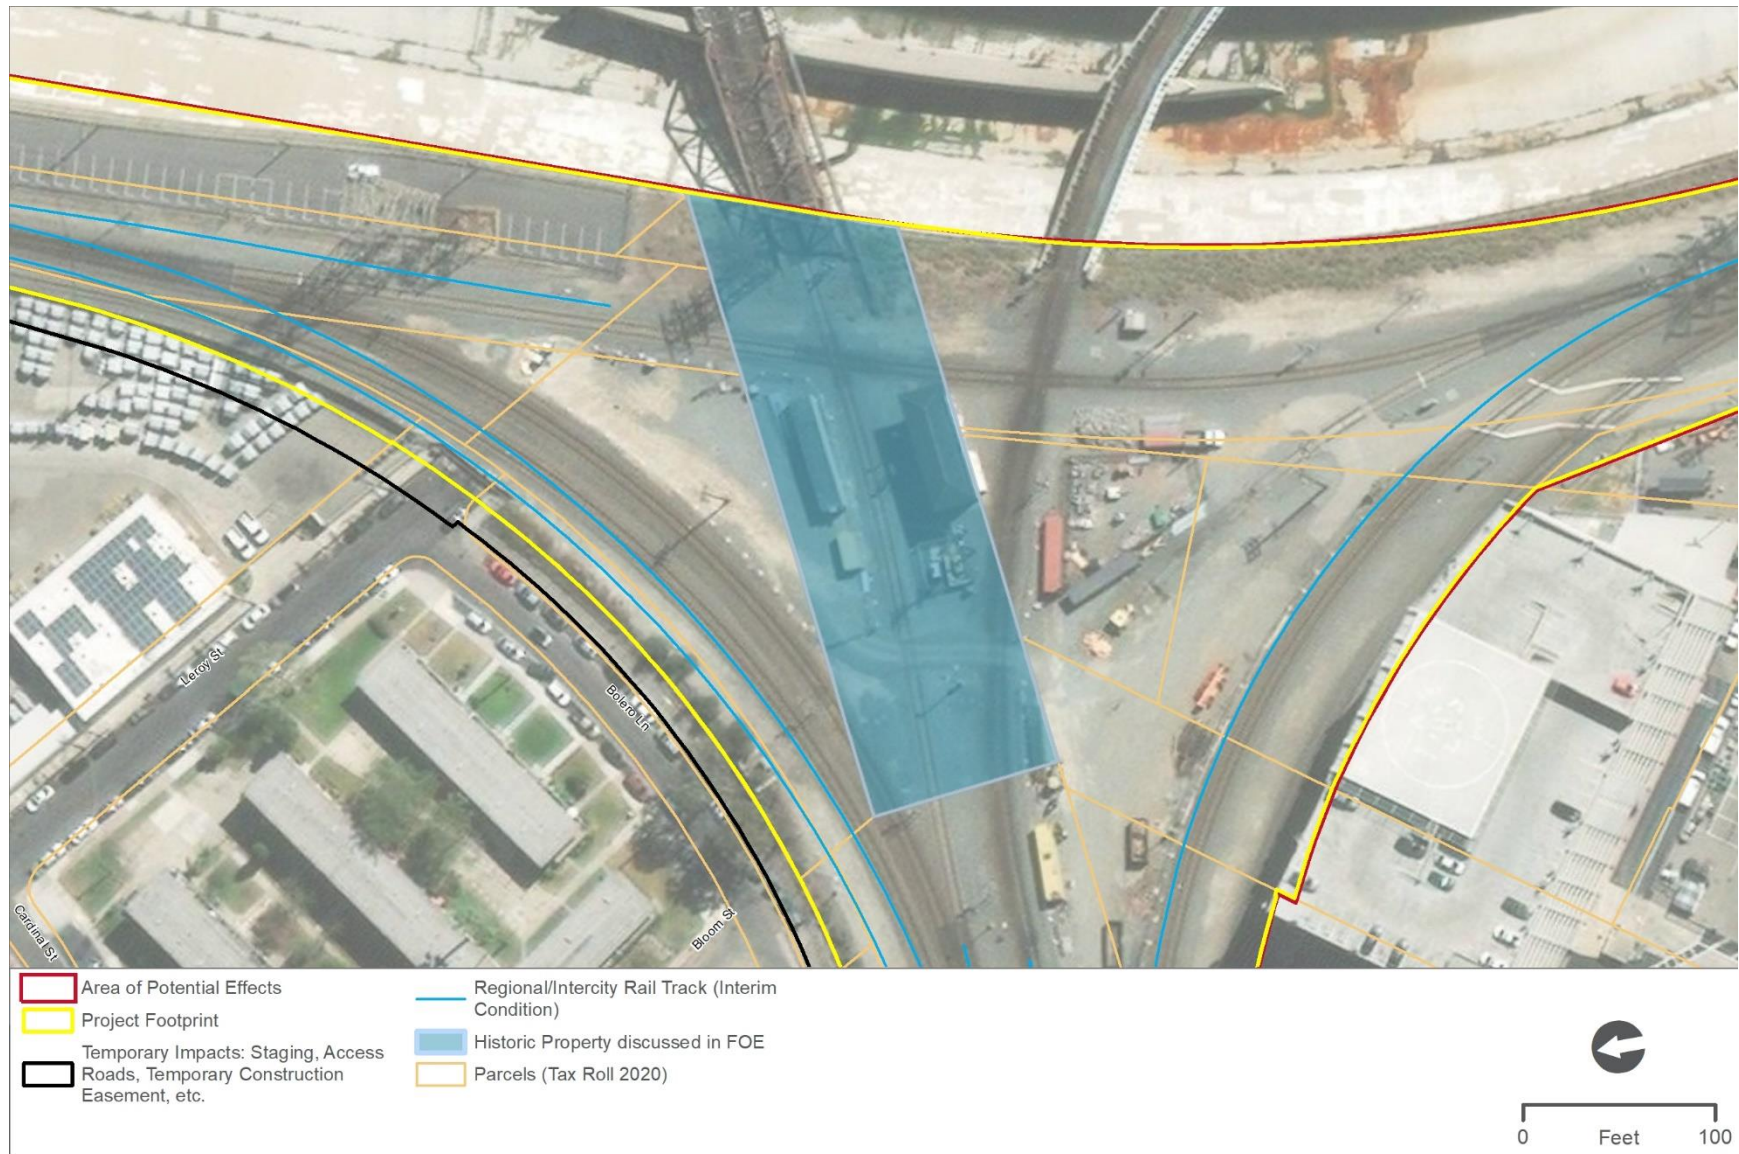 Leroy St
Bolero Ln
Cardinal St
Bloom St
Area of Potential Effects
Project Footprint
Temporary Impacts: Staging, Access
Roads, Temporary Construction
Easement, etc.
Regional/Intercity Rail Track (Interim
Condition)
Historic Property discussed in FOE
Parcels (Tax Roll 2020)
0 Feet 100